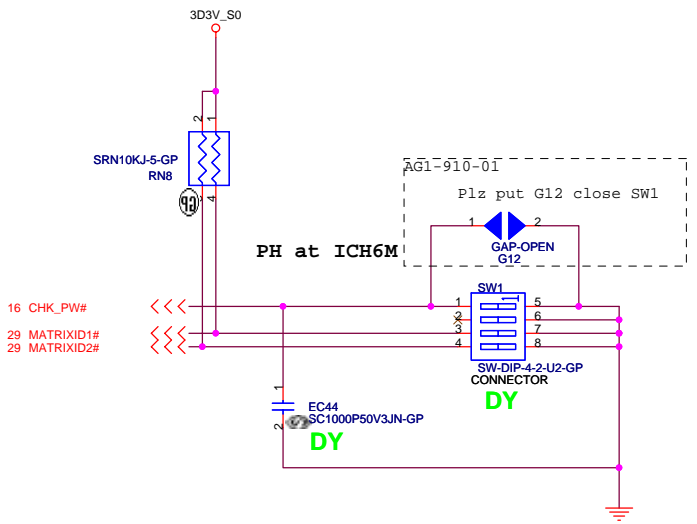 3D3V_S0
2 1
SRN10KJ-5-GP
RN8
GP
3 4
AG1-910-01
Plz put G12 close SW1
1 2
GAP-OPEN
G12
PH at ICH6M
SW1
16 CHK_PW#
1 5
2 6
29 MATRIXID1#
3 7
29 MATRIXID2#
4 8
SW-DIP-4-2-U2-GP
CONNECTOR
DY
1
EC44
SC1000P50V3JN-GP
2
DY